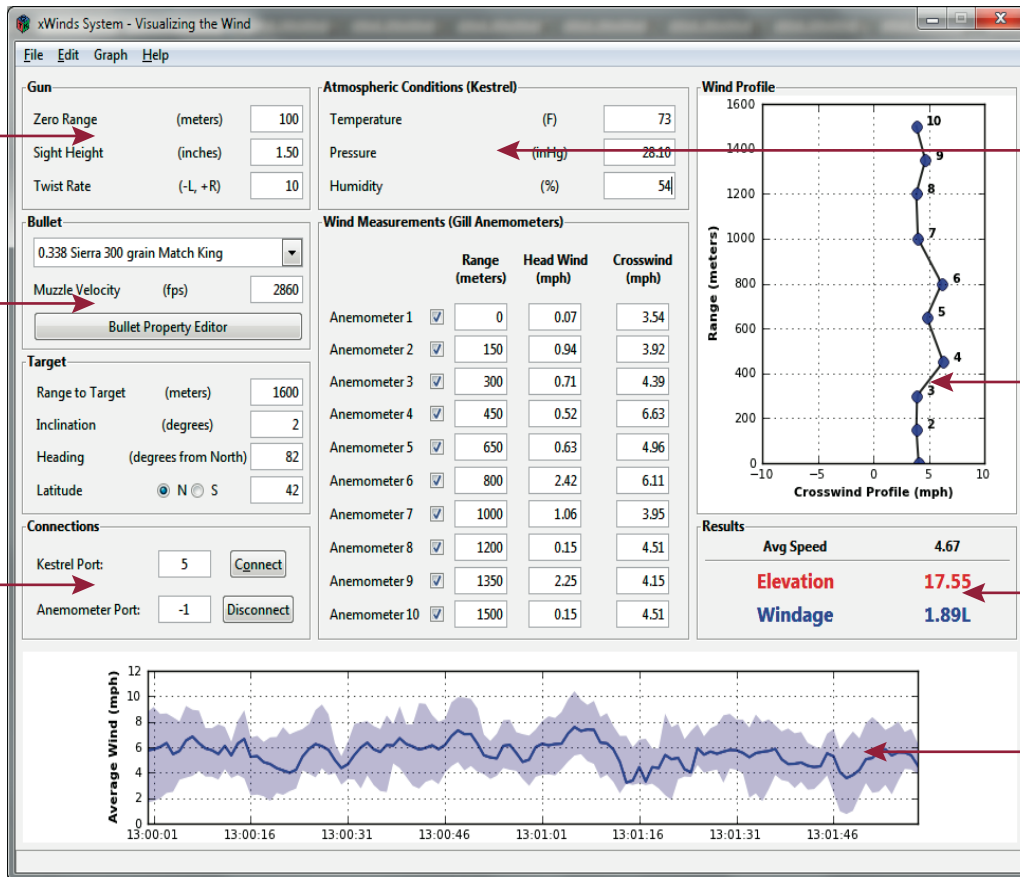 xWinds System - Visualizing the Wind
File Edit Graph Help
Gun
Zero Range (meters) 100
Sight Height (inches) 1.50
Twist Rate (-L, +R) 10
Bullet
0.338 Sierra 300 grain Match King
Muzzle Velocity (fps) 2860
Bullet Property Editor
Target
Range to Target (meters) 1600
Inclination (degrees) 2
Heading (degrees from North) 82
Latitude N S 42
Connections
Kestrel Port: 5 Connect
Anemometer Port: -1 Disconnect
Atmospheric Conditions (Kestrel)
Temperature (F) 73
Pressure (inHg) 28.10
Humidity (%) 54
Wind Measurements (Gill Anemometers)
Range Head Wind Crosswind
(meters) (mph) (mph)
Anemometer 1 0 0.07 3.54
Anemometer 2 150 0.94 3.92
Anemometer 3 300 0.71 4.39
Anemometer 4 450 0.52 6.63
Anemometer 5 650 0.63 4.96
Anemometer 6 800 2.42 6.11
Anemometer 7 1000 1.06 3.95
Anemometer 8 1200 0.15 4.51
Anemometer 9 1350 2.25 4.15
Anemometer 10 1500 0.15 4.51
Wind Profile
1600
10
1400
9
1200
8
1000
7
800
6
600
5
400
4
3
200
2
0
Range (meters)
-10 -5 0 5 10
Crosswind Profile (mph)
Results
Avg Speed 4.67
Elevation 17.55
Windage 1.89L
Average Wind (mph)
12
10
8
6
4
2
0
13:00:01 13:00:16 13:00:31 13:00:46 13:01:01 13:01:16 13:01:31 13:01:46